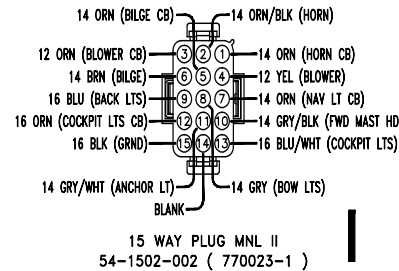 14 ORN (BILGE CB) 14 ORN/BLK (HORN)
12 ORN (BLOWER CB) 3 2 1 14 ORN (HORN CB)
14 BRN (BILGE) 6 5 4 12 YEL (BLOWER)
16 BLU (BACK LTS) 9 8 7 14 ORN (NAV LT CB)
16 ORN (COCKPIT LTS CB) 12 11 10 14 GRY/BLK (FWD MAST HD
16 BLK (GRND) 15 14 13 16 BLU/WHT (COCKPIT LTS)
14 GRY/WHT (ANCHOR LT) 14 GRY (BOW LTS)
BLANK
15 WAY PLUG MNL II
54-1502-002 ( 770023-1 )